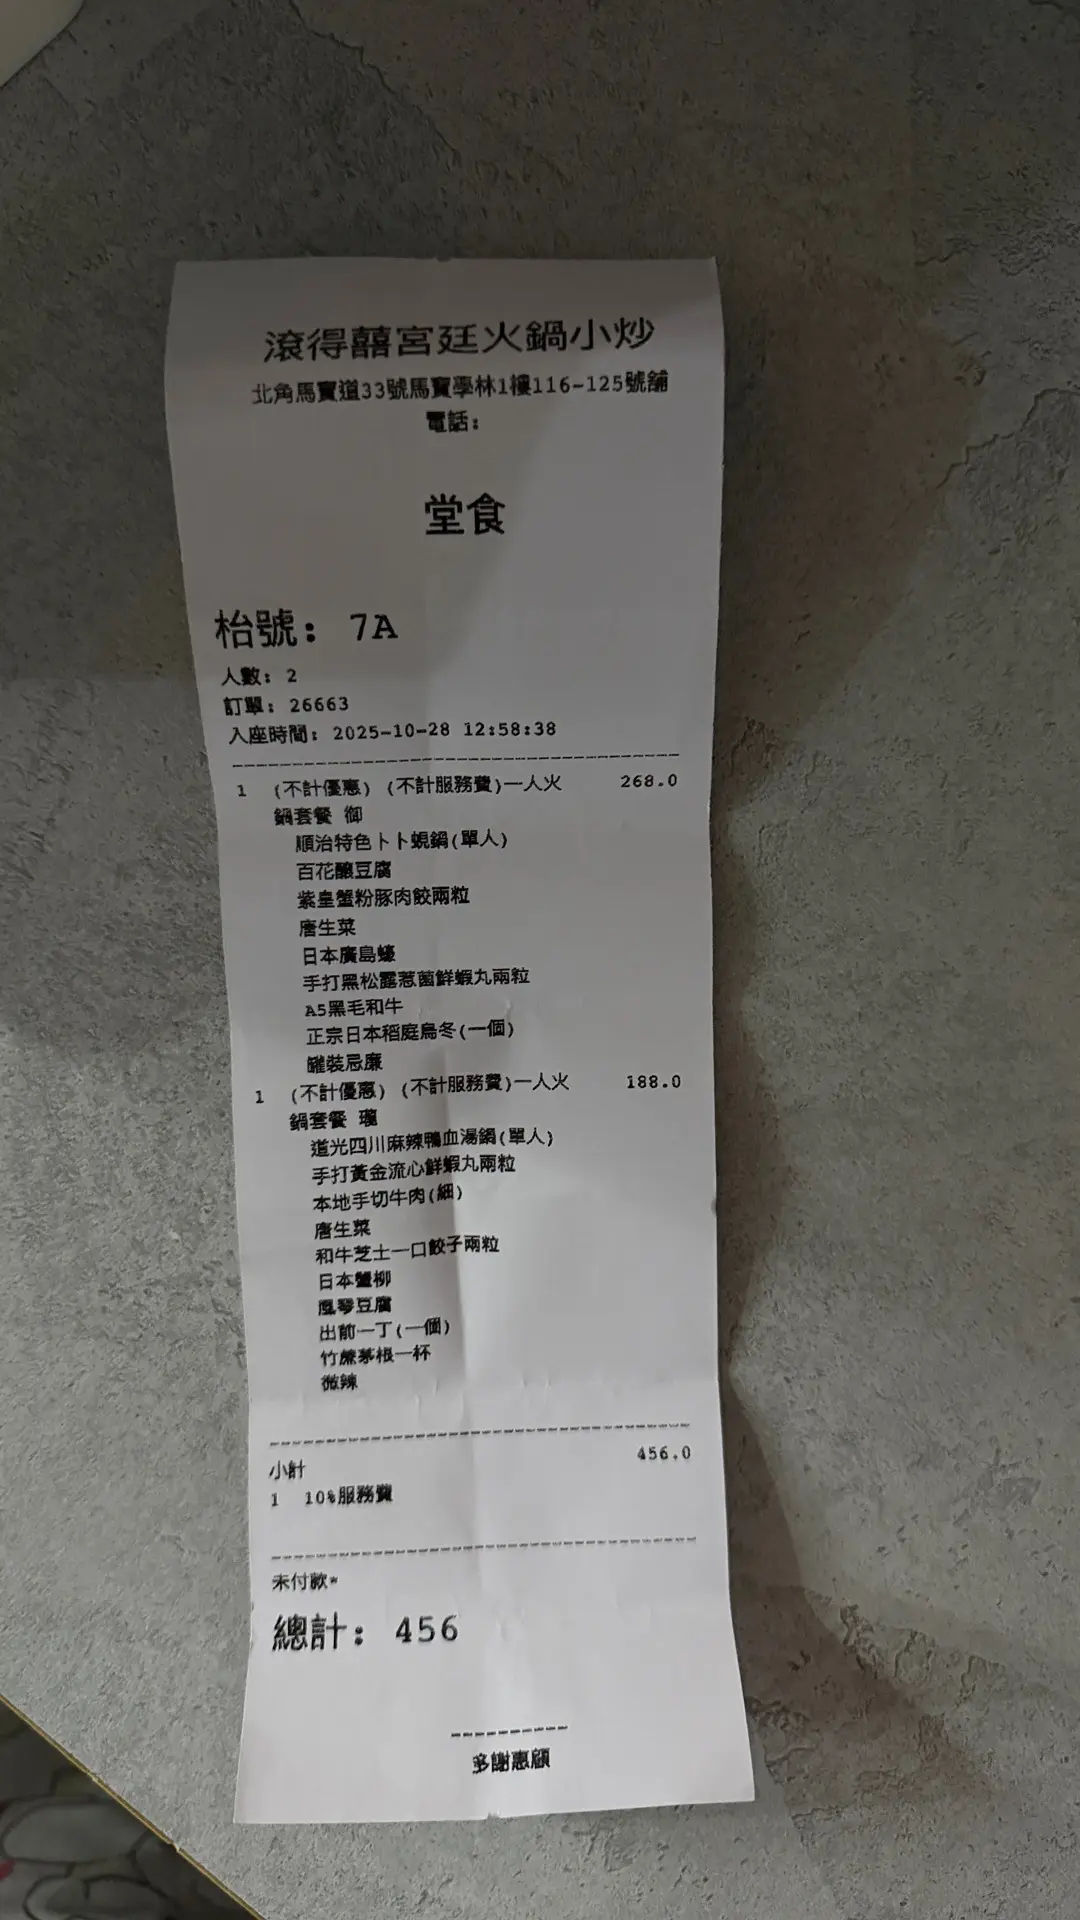 滾得囍宮廷火鍋小炒
北角馬寶道33號馬寶學林1樓116-125號舖
電話:
堂食
枱號: 7A
人數: 2
訂單: 26663
入座時間: 2025-10-28 12:58:38
1 (不計優惠) (不計服務費)一人火 268.0
鍋套餐 御
順治特色卜卜蜆鍋(單人)
百花釀豆腐
紫皇蟹粉豚肉餃兩粒
唐生菜
日本廣島蠔
手打黑松露惹菌鮮蝦丸兩粒
A5黑毛和牛
正宗日本稻庭烏冬(一個)
罐裝忌廉
1 (不計優惠) (不計服務費)一人火 188.0
鍋套餐 瓏
道光四川麻辣鴨血湯鍋(單人)
手打黃金流心鮮蝦丸兩粒
本地手切牛肉(細)
唐生菜
和牛芝士一口餃子兩粒
日本蟹柳
風琴豆腐
出前一丁(一個)
竹蔗茅根一杯
微辣
小計 456.0
1 10%服務費
未付款*
總計: 456
多謝惠顧